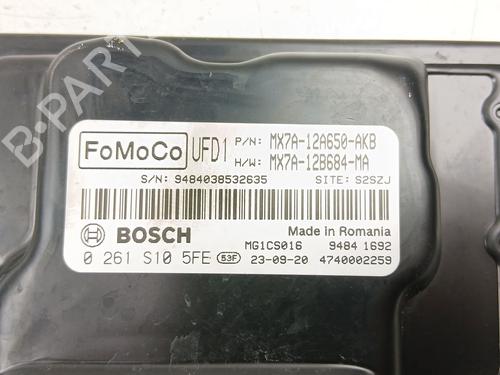 FoMoCo UFD1 P/N: MX7A-12A650-AKB
H/W: MX7A-12B684-MA
S/N: 9484038532635 SITE: S2SZJ
BOSCH Made in Romania
MG1CS016 9484 1692
0 261 S10 5FE 53F 23-09-20 4740002259